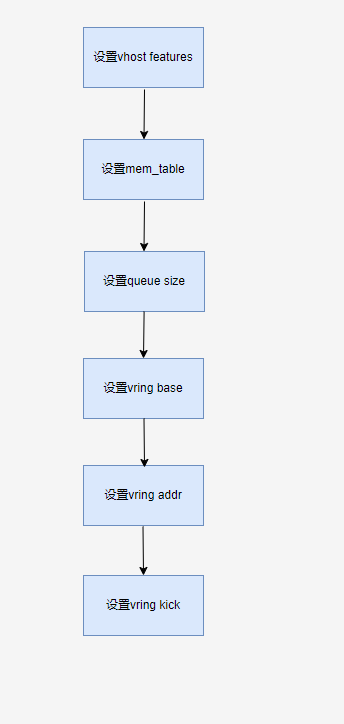 设置vhost features
设置mem_table
设置queue size
设置vring base
设置vring addr
设置vring kick